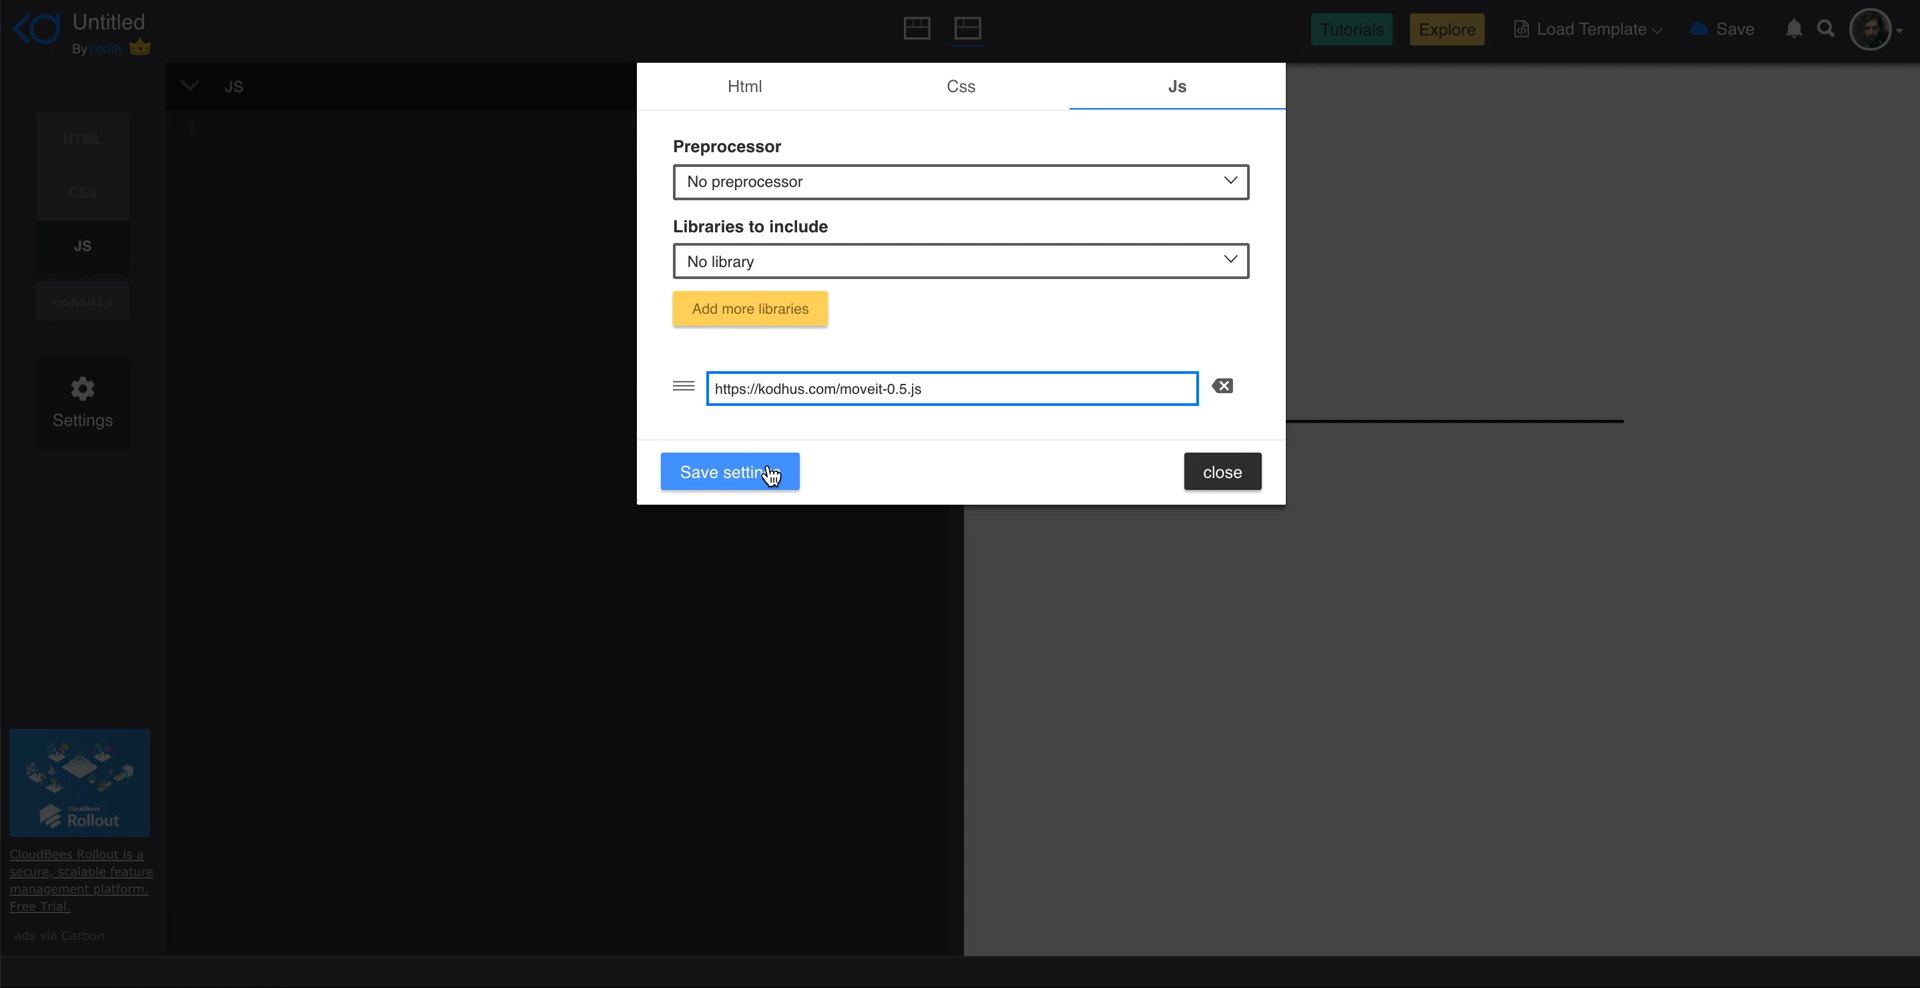 Untitled
By codify
Tutorials
Explore
Load Template
Save
JS
1
HTML
CSS
JS
console
Settings
Html
Css
Js
Preprocessor
No preprocessor
Libraries to include
No library
Add more libraries
https://kodhus.com/moveit-0.5.js
Save settin
close
CloudBees
Rollout
CloudBees Rollout is a
secure, scalable feature
management platform.
Free Trial.
ads via Carbon